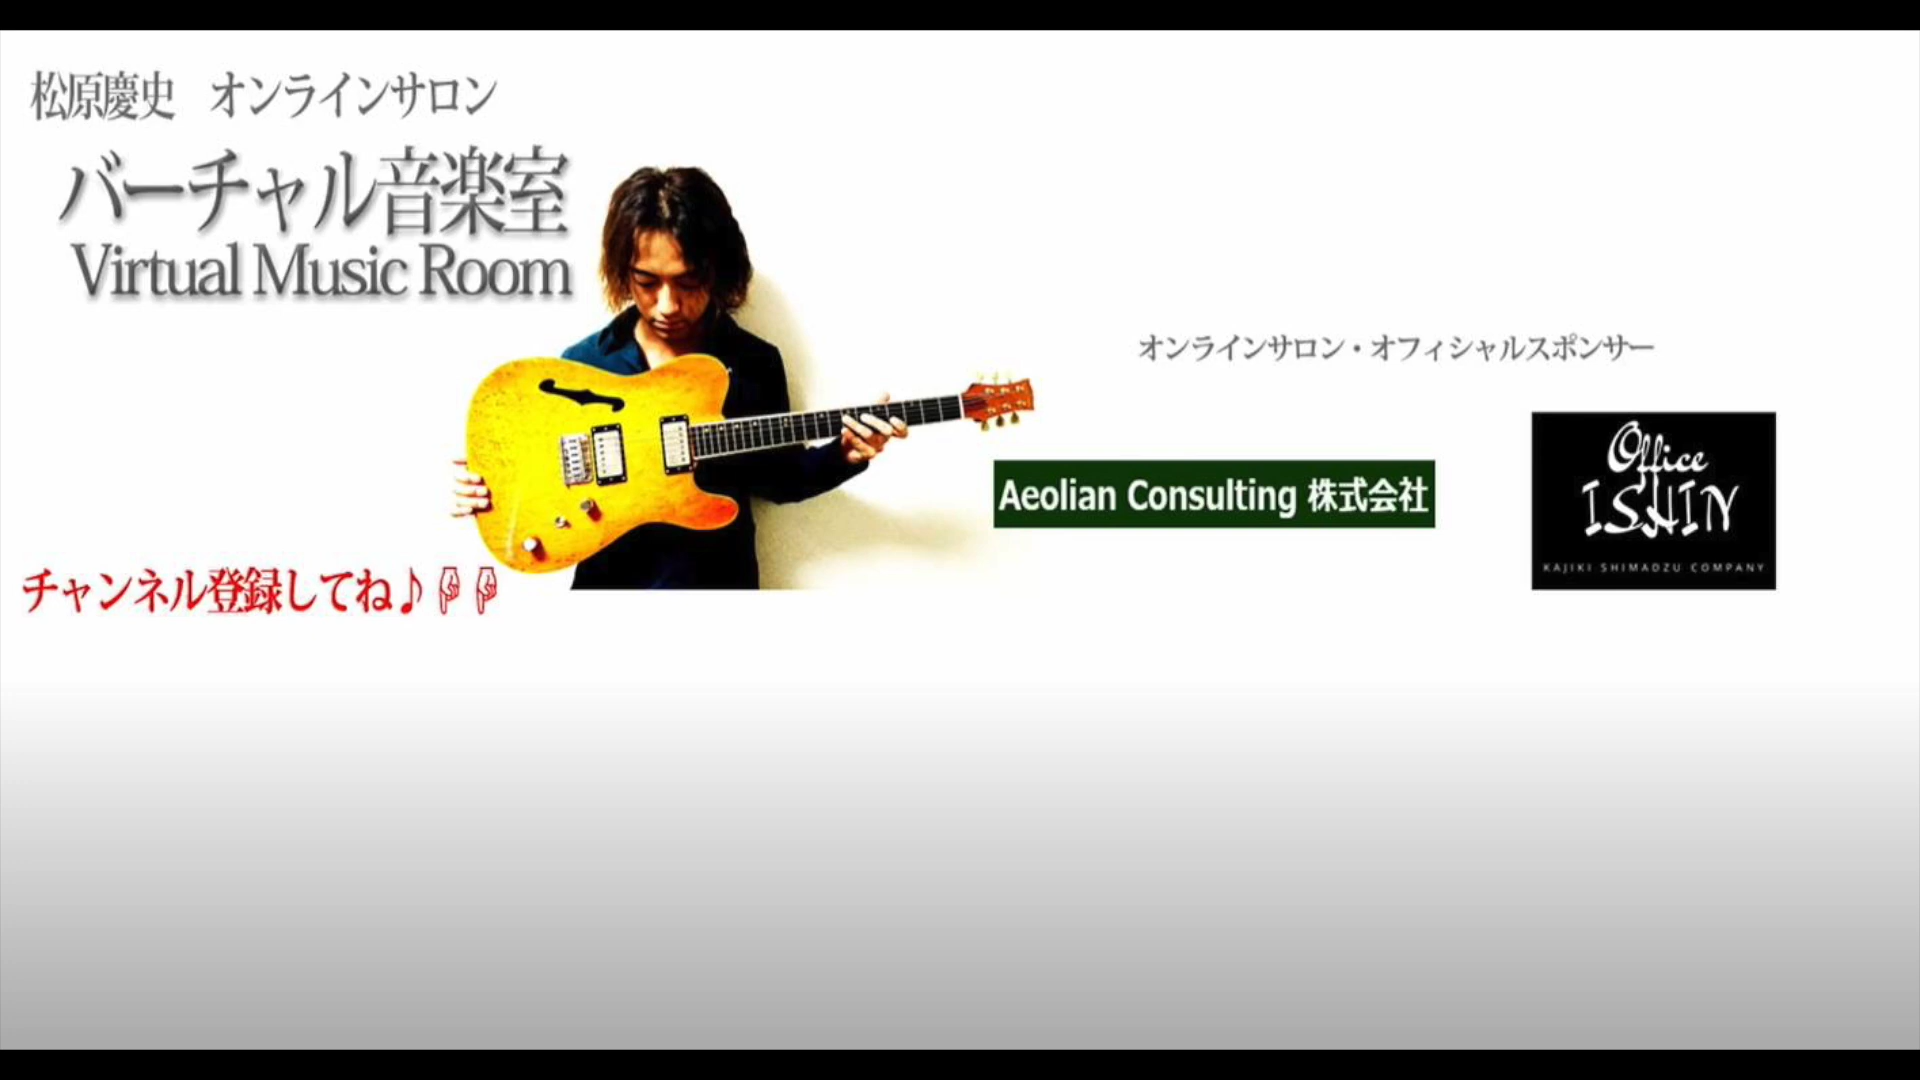 松原慶史　オンラインサロン
バーチャル音楽室
Virtual Music Room
オンラインサロン・オフィシャルスポンサー
Aeolian Consulting 株式会社
Office
ISHIN
KAJIKI SHIMADZU COMPANY
チャンネル登録してね♪☟☟